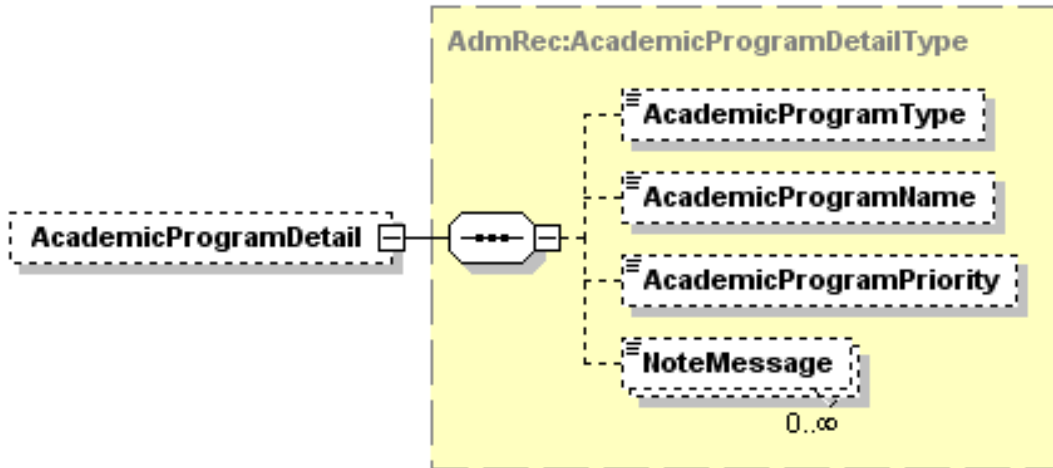 AdmRec:AcademicProgramDetailType
AcademicProgramType
AcademicProgramName
AcademicProgramDetail
AcademicProgramPriority
NoteMessage
0..∞